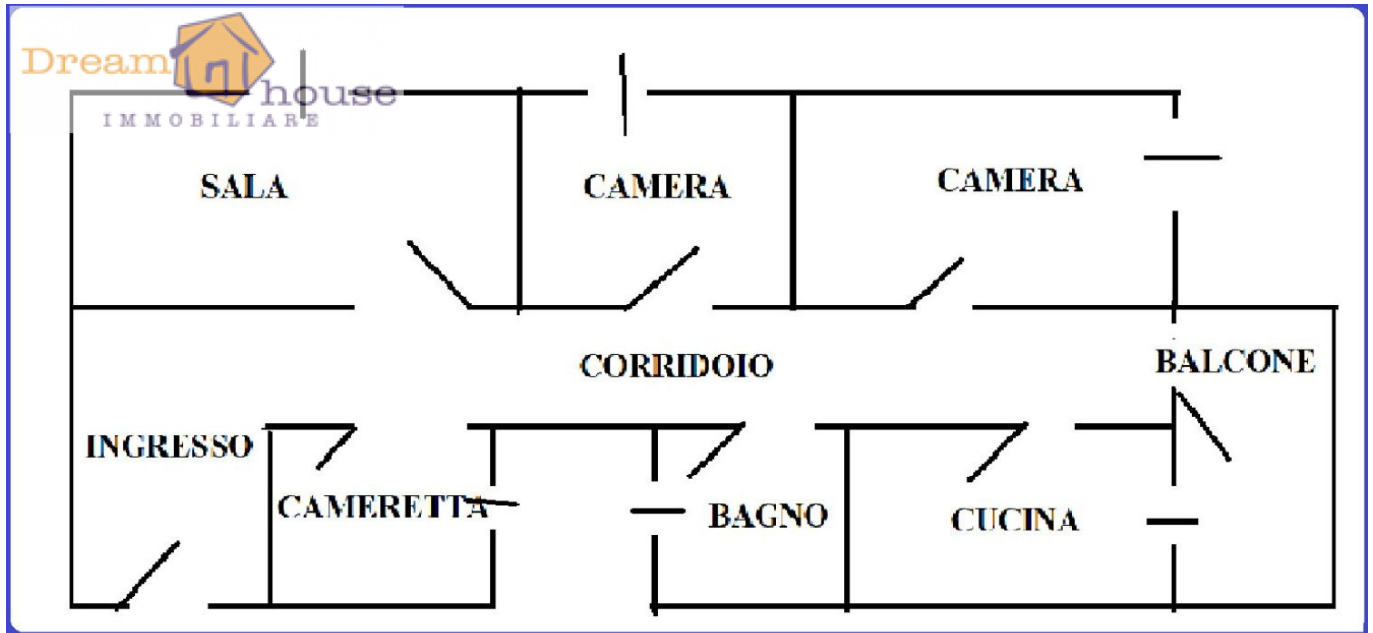 Dream
house
IMMOBILIARE
SALA
CAMERA
CAMERA
CORRIDOIO
BALCONE
INGRESSO
CAMERETTA
BAGNO
CUCINA